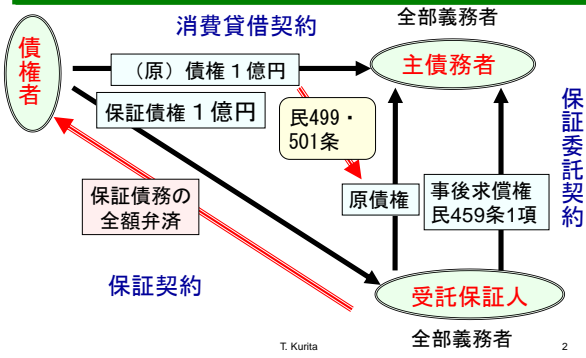 消費貸借契約
全部義務者
債権者
（原）債権１億円
主債務者
保証債権１億円
民499・
501条
保証委託契約
保証債務の
全額弁済
原債権
事後求償権
民459条1項
保証契約
受託保証人
T. Kurita
全部義務者
2